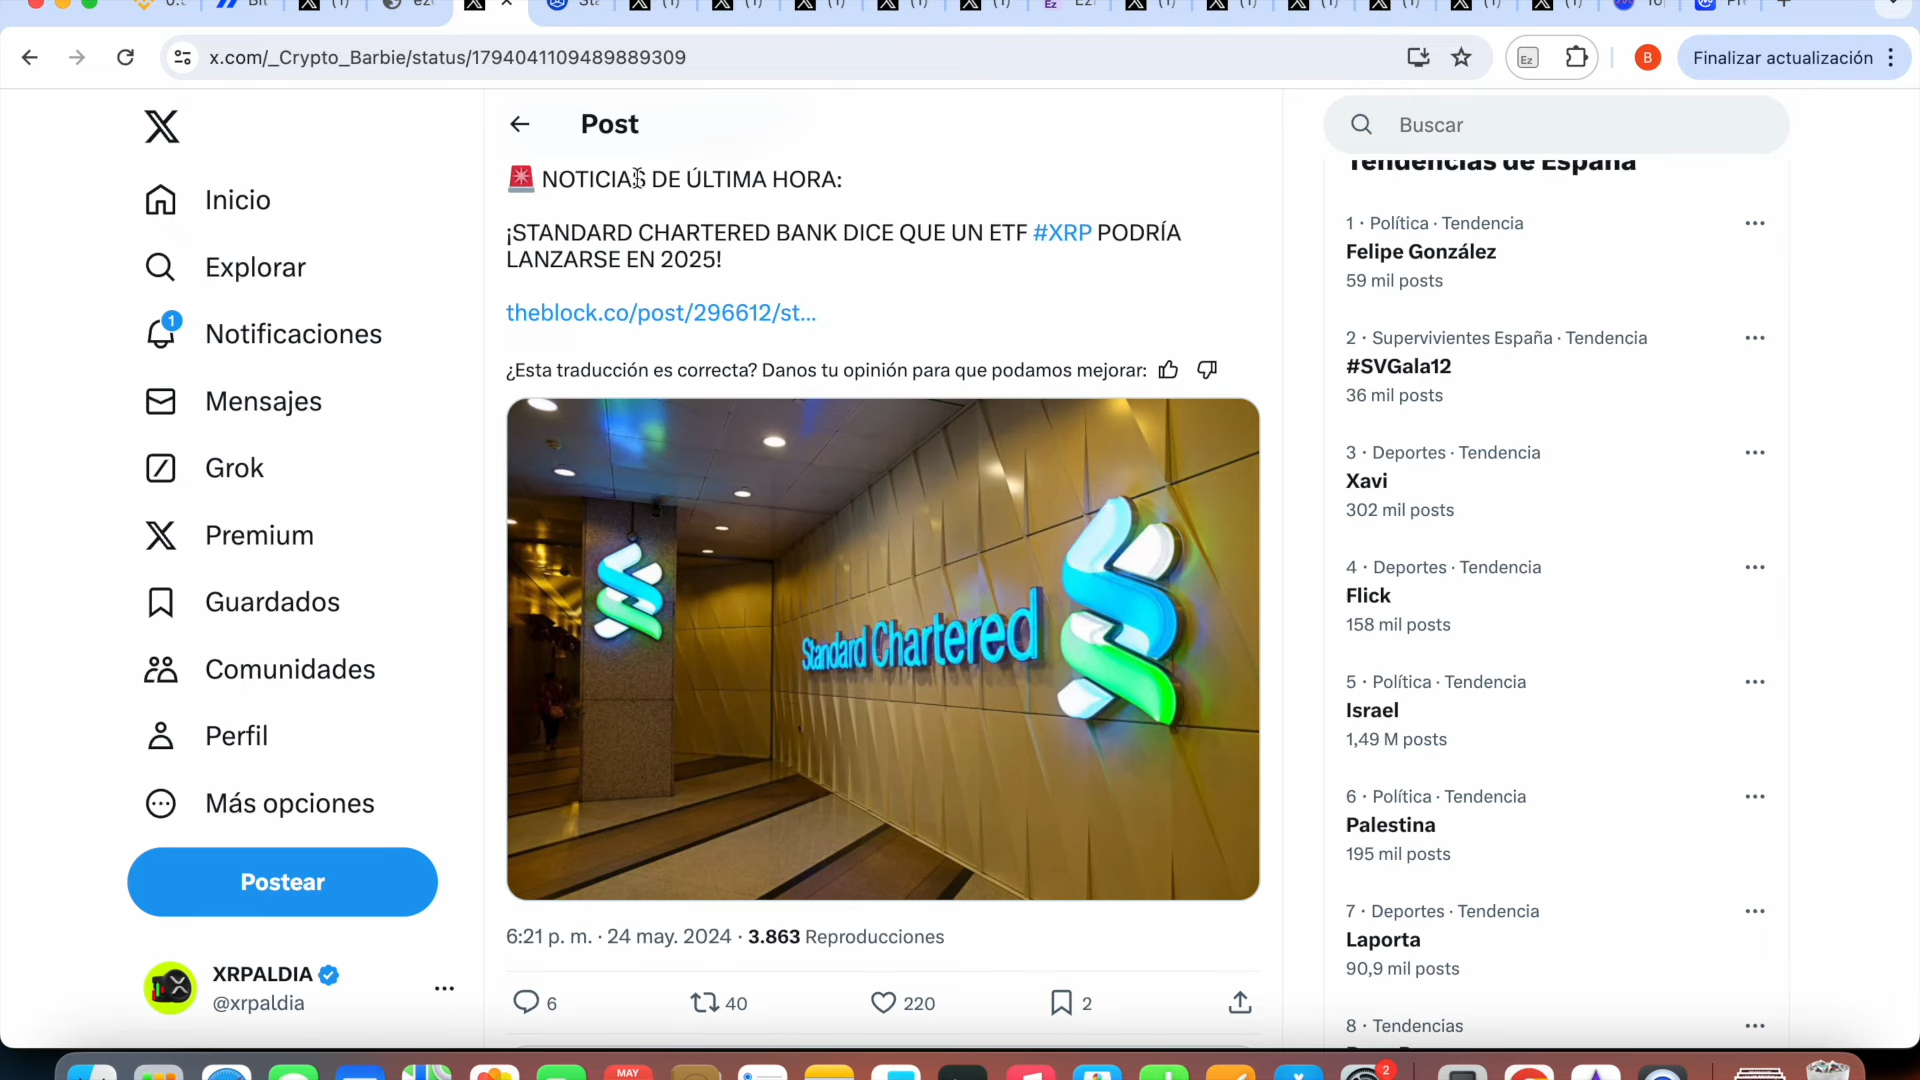 x.com/_Crypto_Barbie/status/1794041109489889309
Ez
B
Finalizar actualización
Post
Buscar
Tendencias de España
Inicio
Explorar
1
Notificaciones
Mensajes
Grok
Premium
Guardados
Comunidades
Perfil
Más opciones
Postear
XRPALDIA
@xrpaldia
NOTICIAS DE ÚLTIMA HORA:
¡STANDARD CHARTERED BANK DICE QUE UN ETF #XRP PODRÍA
LANZARSE EN 2025!
theblock.co/post/296612/st...
¿Esta traducción es correcta? Danos tu opinión para que podamos mejorar:
Standard Chartered
6:21 p. m. · 24 may. 2024 · 3.863 Reproducciones
6 40 220 2
1 · Política · Tendencia
Felipe González
59 mil posts
2 · Supervivientes España · Tendencia
#SVGala12
36 mil posts
3 · Deportes · Tendencia
Xavi
302 mil posts
4 · Deportes · Tendencia
Flick
158 mil posts
5 · Política · Tendencia
Israel
1,49 M posts
6 · Política · Tendencia
Palestina
195 mil posts
7 · Deportes · Tendencia
Laporta
90,9 mil posts
8 · Tendencias
MAY
2